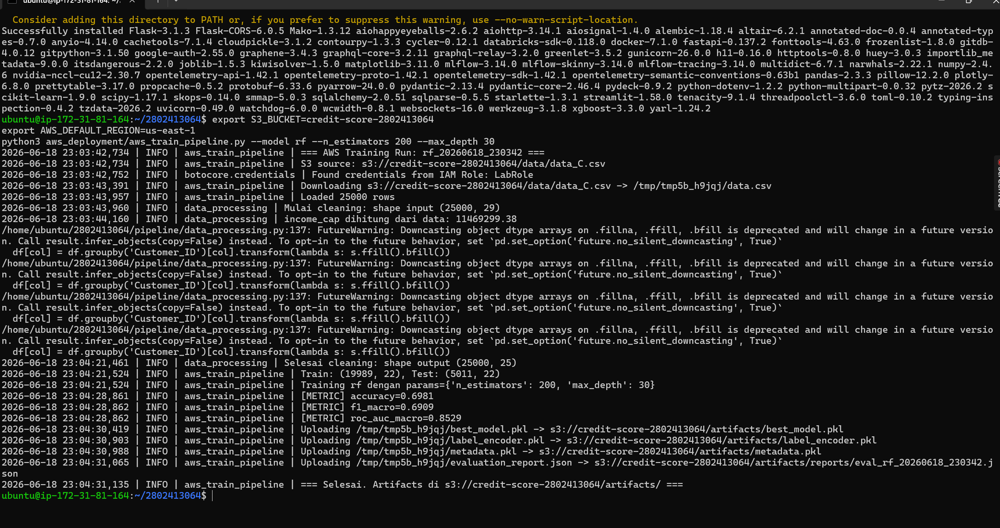 ubuntu@ip-172-31-81-164: ~/:
Consider adding this directory to PATH or, if you prefer to suppress this warning, use --no-warn-script-location.
Successfully installed Flask-3.1.3 Flask-CORS-6.0.5 Mako-1.3.12 aiohappyeyeballs-2.6.2 aiohttp-3.14.1 aiosignal-1.4.0 alembic-1.18.4 altair-6.2.1 annotated-doc-0.0.4 annotated-typ
es-0.7.0 anyio-4.14.0 cachetools-7.1.4 cloudpickle-3.1.2 contourpy-1.3.3 cycler-0.12.1 databricks-sdk-0.118.0 docker-7.1.0 fastapi-0.137.2 fonttools-4.63.0 frozenlist-1.8.0 gitdb-
4.0.12 gitpython-3.1.50 google-auth-2.55.0 graphene-3.4.3 graphql-core-3.2.11 graphql-relay-3.2.0 greenlet-3.5.2 gunicorn-26.0.0 h11-0.16.0 httptools-0.8.0 huey-3.0.3 importlib_me
tadata-9.0.0 itsdangerous-2.2.0 joblib-1.5.3 kiwisolver-1.5.0 matplotlib-3.11.0 mlflow-3.14.0 mlflow-skinny-3.14.0 mlflow-tracing-3.14.0 multidict-6.7.1 narwhals-2.22.1 numpy-2.4.
6 nvidia-nccl-cu12-2.30.7 opentelemetry-api-1.42.1 opentelemetry-proto-1.42.1 opentelemetry-sdk-1.42.1 opentelemetry-semantic-conventions-0.63b1 pandas-2.3.3 pillow-12.2.0 plotly-
6.8.0 prettytable-3.17.0 propcache-0.5.2 protobuf-6.33.6 pyarrow-24.0.0 pydantic-2.13.4 pydantic-core-2.46.4 pydeck-0.9.2 python-dotenv-1.2.2 python-multipart-0.0.32 pytz-2026.2 s
cikit-learn-1.9.0 scipy-1.17.1 skops-0.14.0 smmap-5.0.3 sqlalchemy-2.0.51 sqlparse-0.5.5 starlette-1.3.1 streamlit-1.58.0 tenacity-9.1.4 threadpoolctl-3.6.0 toml-0.10.2 typing-ins
pection-0.4.2 tzdata-2026.2 uvicorn-0.49.0 watchdog-6.0.0 wcwidth-0.8.1 websockets-16.0 werkzeug-3.1.8 xgboost-3.3.0 yarl-1.24.2
ubuntu@ip-172-31-81-164:~/2802413064$ export S3_BUCKET=credit-score-2802413064
export AWS_DEFAULT_REGION=us-east-1
python3 aws_deployment/aws_train_pipeline.py --model rf --n_estimators 200 --max_depth 30
2026-06-18 23:03:42,734 | INFO | aws_train_pipeline | === AWS Training Run: rf_20260618_230342 ===
2026-06-18 23:03:42,734 | INFO | aws_train_pipeline | S3 source: s3://credit-score-2802413064/data/data_C.csv
2026-06-18 23:03:42,752 | INFO | botocore.credentials | Found credentials from IAM Role: LabRole
2026-06-18 23:03:43,391 | INFO | aws_train_pipeline | Downloading s3://credit-score-2802413064/data/data_C.csv -> /tmp/tmp5b_h9jqj/data.csv
2026-06-18 23:03:43,957 | INFO | aws_train_pipeline | Loaded 25000 rows
2026-06-18 23:03:43,960 | INFO | data_processing | Mulai cleaning: shape input (25000, 29)
2026-06-18 23:03:44,160 | INFO | data_processing | income_cap dihitung dari data: 11469299.38
/home/ubuntu/2802413064/pipeline/data_processing.py:137: FutureWarning: Downcasting object dtype arrays on .fillna, .ffill, .bfill is deprecated and will change in a future versio
n. Call result.infer_objects(copy=False) instead. To opt-in to the future behavior, set `pd.set_option('future.no_silent_downcasting', True)`
df[col] = df.groupby('Customer_ID')[col].transform(lambda s: s.ffill().bfill())
/home/ubuntu/2802413064/pipeline/data_processing.py:137: FutureWarning: Downcasting object dtype arrays on .fillna, .ffill, .bfill is deprecated and will change in a future versio
n. Call result.infer_objects(copy=False) instead. To opt-in to the future behavior, set `pd.set_option('future.no_silent_downcasting', True)`
df[col] = df.groupby('Customer_ID')[col].transform(lambda s: s.ffill().bfill())
/home/ubuntu/2802413064/pipeline/data_processing.py:137: FutureWarning: Downcasting object dtype arrays on .fillna, .ffill, .bfill is deprecated and will change in a future versio
n. Call result.infer_objects(copy=False) instead. To opt-in to the future behavior, set `pd.set_option('future.no_silent_downcasting', True)`
df[col] = df.groupby('Customer_ID')[col].transform(lambda s: s.ffill().bfill())
/home/ubuntu/2802413064/pipeline/data_processing.py:137: FutureWarning: Downcasting object dtype arrays on .fillna, .ffill, .bfill is deprecated and will change in a future versio
n. Call result.infer_objects(copy=False) instead. To opt-in to the future behavior, set `pd.set_option('future.no_silent_downcasting', True)`
df[col] = df.groupby('Customer_ID')[col].transform(lambda s: s.ffill().bfill())
2026-06-18 23:04:21,461 | INFO | data_processing | Selesai cleaning: shape output (25000, 25)
2026-06-18 23:04:21,524 | INFO | aws_train_pipeline | Train: (19989, 22), Test: (5011, 22)
2026-06-18 23:04:21,524 | INFO | aws_train_pipeline | Training rf dengan params={'n_estimators': 200, 'max_depth': 30}
2026-06-18 23:04:28,861 | INFO | aws_train_pipeline | [METRIC] accuracy=0.6981
2026-06-18 23:04:28,862 | INFO | aws_train_pipeline | [METRIC] f1_macro=0.6909
2026-06-18 23:04:28,862 | INFO | aws_train_pipeline | [METRIC] roc_auc_macro=0.8529
2026-06-18 23:04:30,419 | INFO | aws_train_pipeline | Uploading /tmp/tmp5b_h9jqj/best_model.pkl -> s3://credit-score-2802413064/artifacts/best_model.pkl
2026-06-18 23:04:30,903 | INFO | aws_train_pipeline | Uploading /tmp/tmp5b_h9jqj/label_encoder.pkl -> s3://credit-score-2802413064/artifacts/label_encoder.pkl
2026-06-18 23:04:30,988 | INFO | aws_train_pipeline | Uploading /tmp/tmp5b_h9jqj/metadata.pkl -> s3://credit-score-2802413064/artifacts/metadata.pkl
2026-06-18 23:04:31,065 | INFO | aws_train_pipeline | Uploading /tmp/tmp5b_h9jqj/evaluation_report.json -> s3://credit-score-2802413064/artifacts/reports/eval_rf_20260618_230342.j
son
2026-06-18 23:04:31,135 | INFO | aws_train_pipeline | === Selesai. Artifacts di s3://credit-score-2802413064/artifacts/ ===
ubuntu@ip-172-31-81-164:~/2802413064$